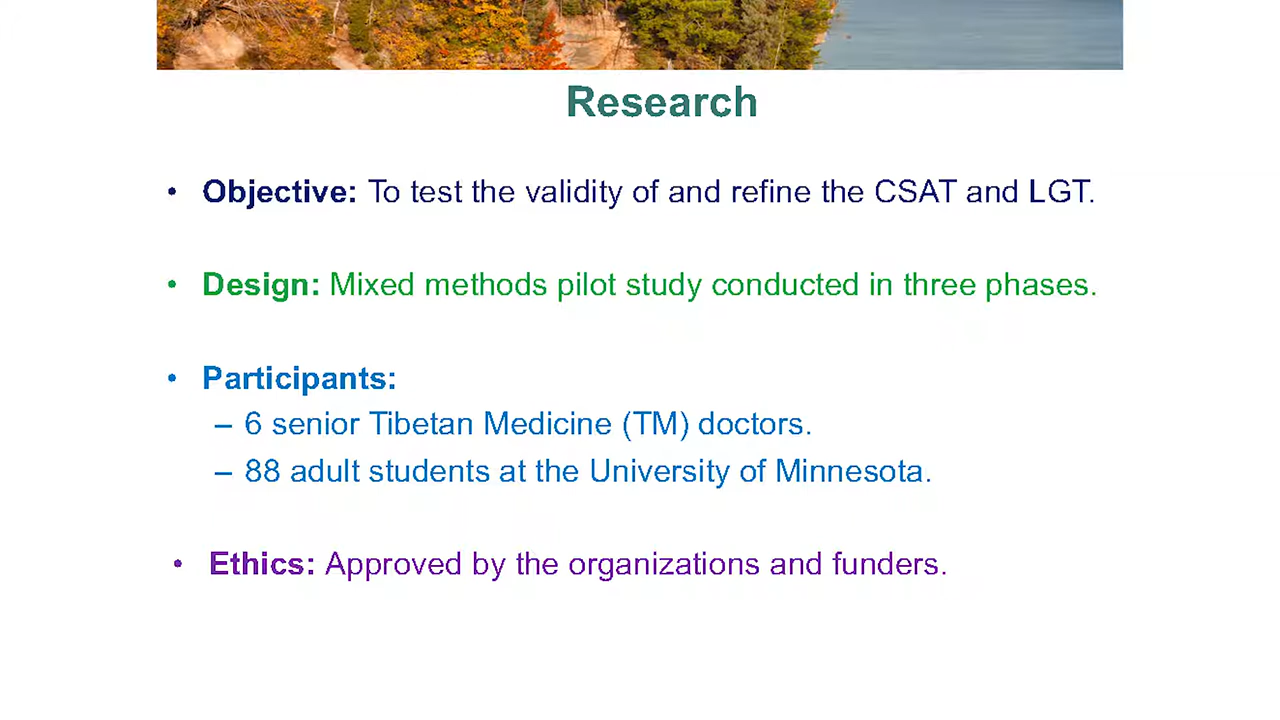 Research
• Objective: To test the validity of and refine the CSAT and LGT.
• Design: Mixed methods pilot study conducted in three phases.
• Participants:
– 6 senior Tibetan Medicine (TM) doctors.
– 88 adult students at the University of Minnesota.
• Ethics: Approved by the organizations and funders.